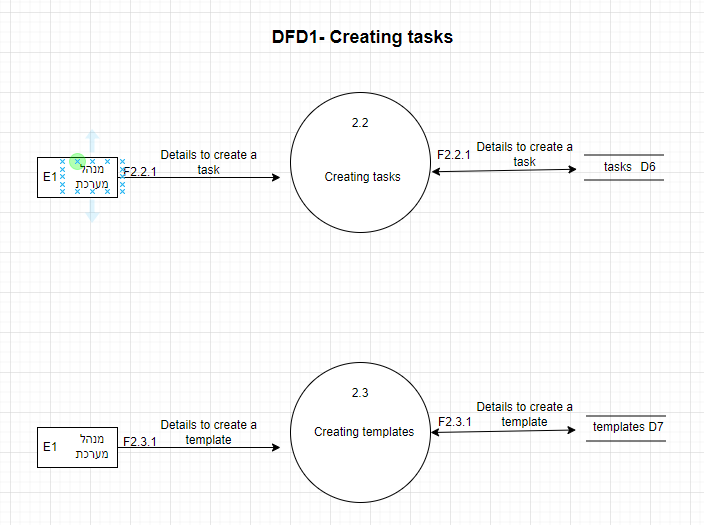 DFD1- Creating tasks
2.2
Creating tasks
E1
מנהל
מערכת
F2.2.1
Details to create a
task
F2.2.1
Details to create a
task
tasks D6
2.3
Creating templates
E1
מנהל
מערכת
F2.3.1
Details to create a
template
F2.3.1
Details to create a
template
templates D7